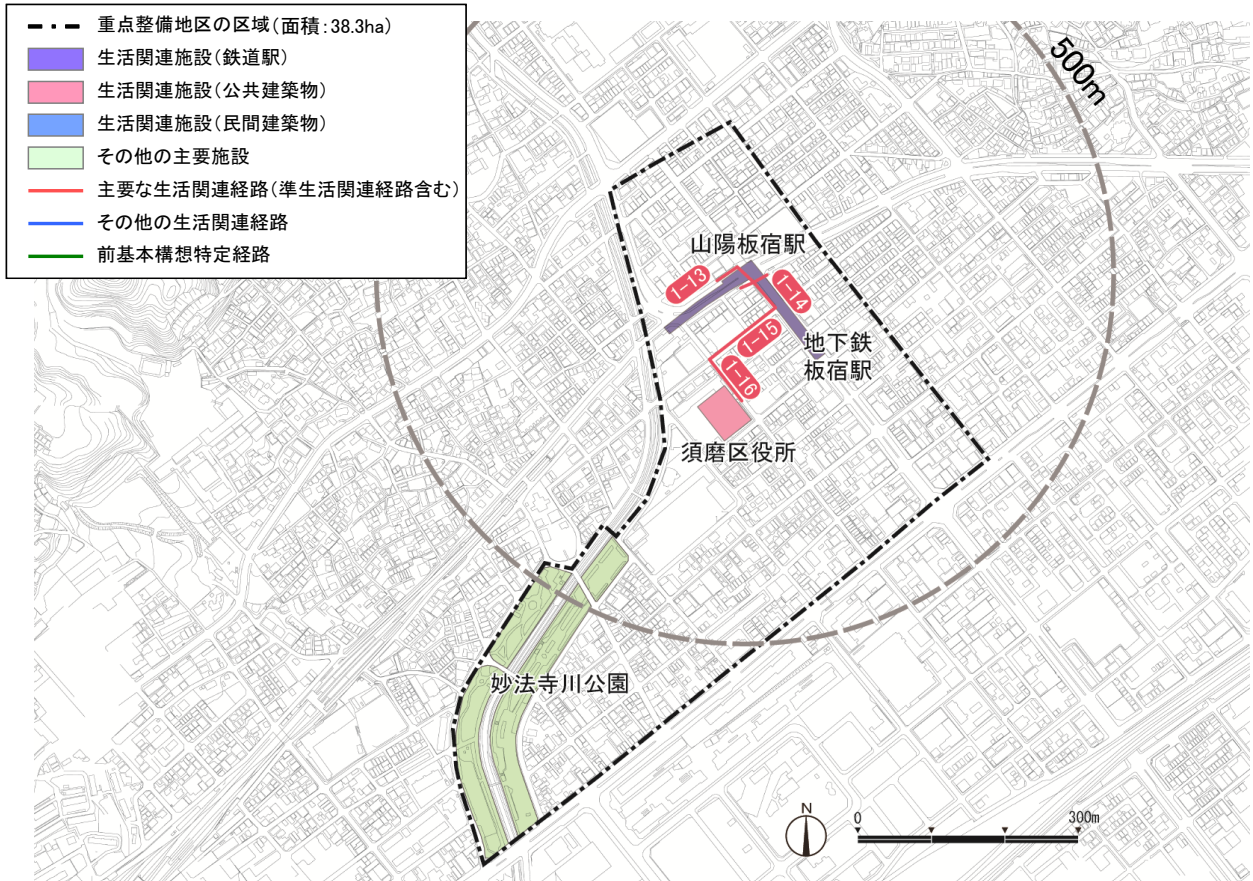 重点整備地区の区域(面積:38.3ha)
生活関連施設(鉄道駅)
生活関連施設(公共建築物)
生活関連施設(民間建築物)
その他の主要施設
主要な生活関連経路(準生活関連経路含む)
その他の生活関連経路
前基本構想特定経路
500m
山陽板宿駅
1-13
1-14
1-15
地下鉄
板宿駅
1-16
須磨区役所
妙法寺川公園
N
0
300m